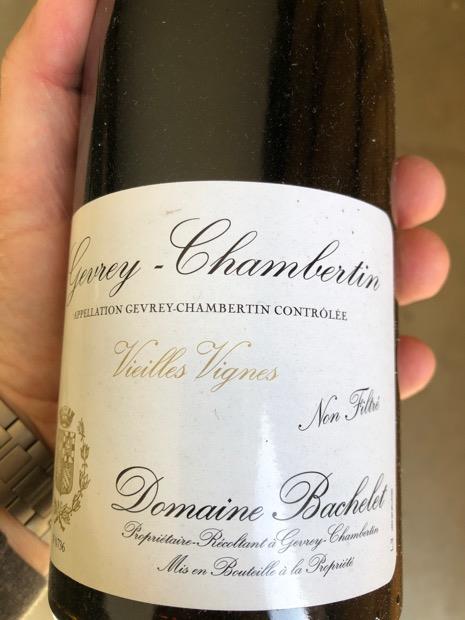 Gevrey-Chambertin
APPELLATION GEVREY-CHAMBERTIN CONTRÔLÉE
Vieilles Vignes
Non Filtré
Domaine Bachelet
Propriétaire-Récoltant à Gevrey-Chambertin
Mis en Bouteille à la Propriété